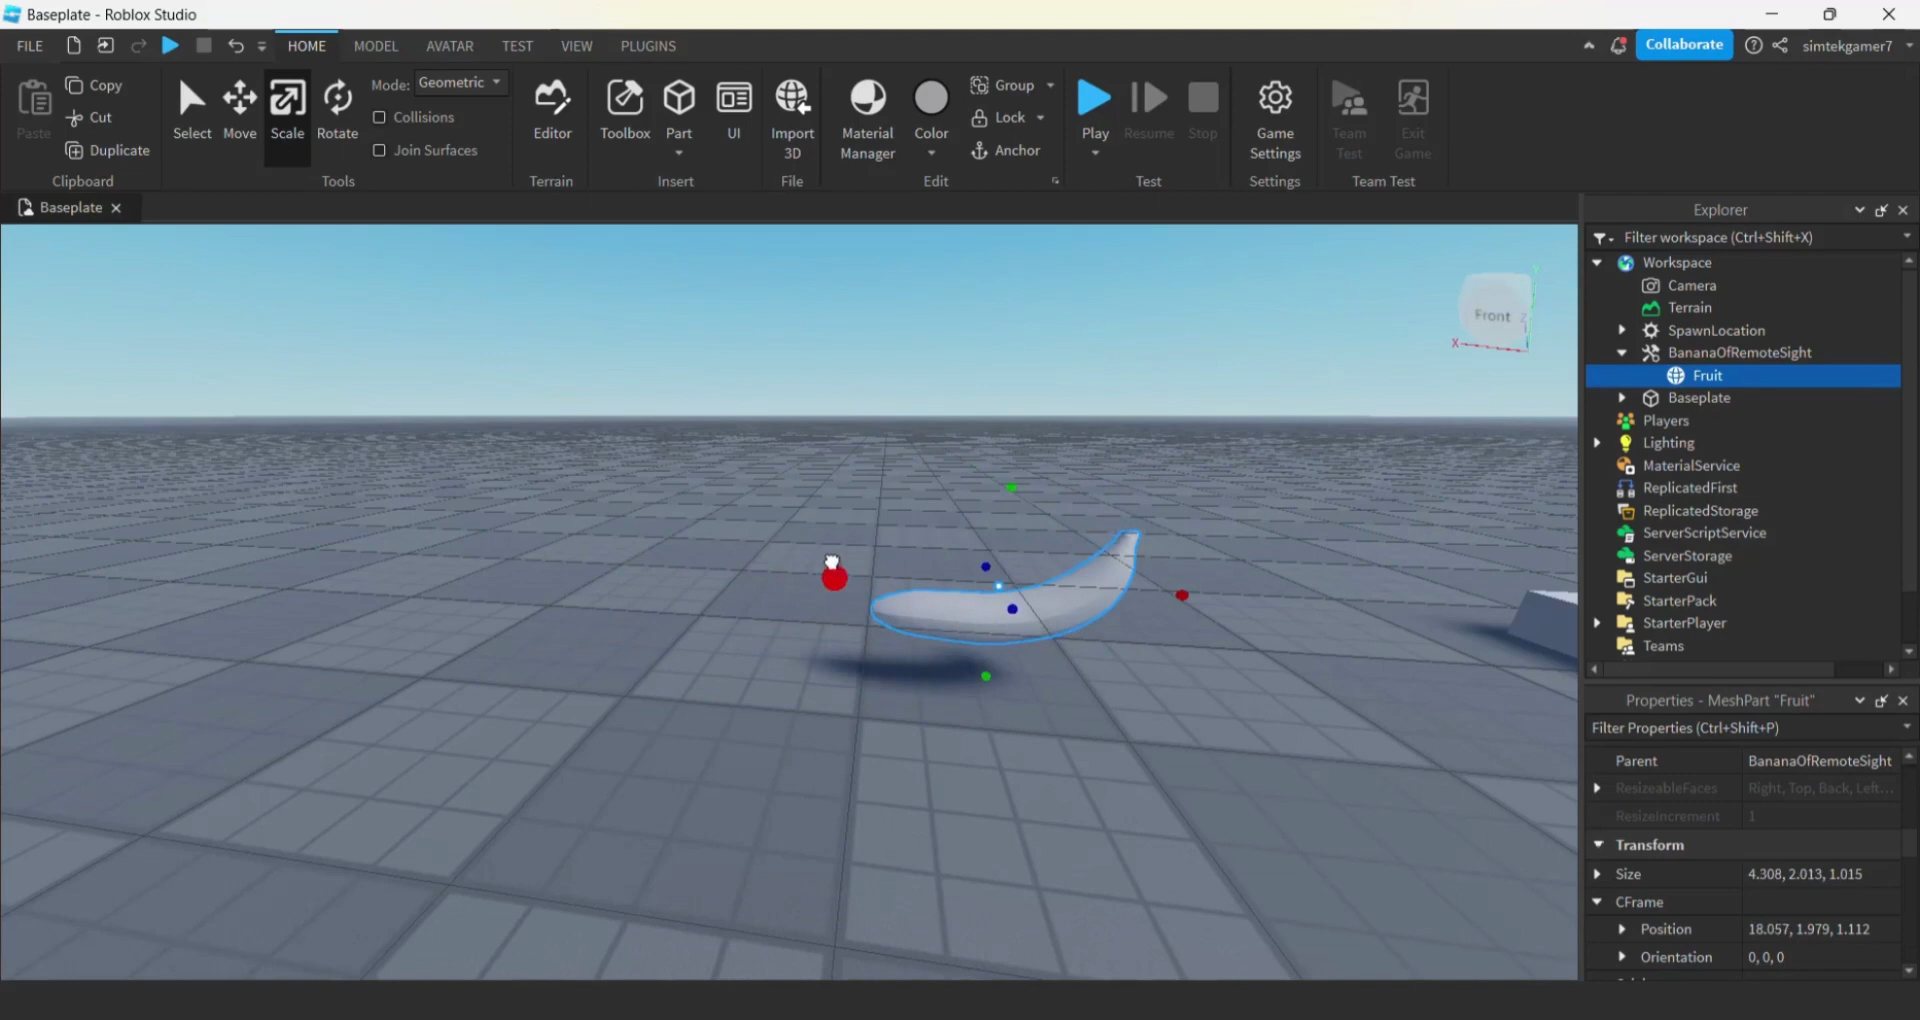 Baseplate - Roblox Studio
FILE HOME MODEL AVATAR TEST VIEW PLUGINS Collaborate simtekgamer7
Paste Copy Cut Duplicate Clipboard
Select Move Scale Rotate Mode: Geometric Collisions Join Surfaces Tools
Editor Terrain
Toolbox Part UI Insert
Import 3D File
Material Manager Color Group Lock Anchor Edit
Play Resume Stop Test
Game Settings Settings
Team Test Exit Game Team Test
Baseplate
Front
X
Y
Z
Explorer
Filter workspace (Ctrl+Shift+X)
Workspace
Camera
Terrain
SpawnLocation
BananaOfRemoteSight
Fruit
Baseplate
Players
Lighting
MaterialService
ReplicatedFirst
ReplicatedStorage
ServerScriptService
ServerStorage
StarterGui
StarterPack
StarterPlayer
Teams
Properties - MeshPart "Fruit"
Filter Properties (Ctrl+Shift+P)
Parent BananaOfRemoteSight
ResizeableFaces Right, Top, Back, Left...
ResizeIncrement 1
Transform
Size 4.308, 2.013, 1.015
CFrame
Position 18.057, 1.979, 1.112
Orientation 0, 0, 0